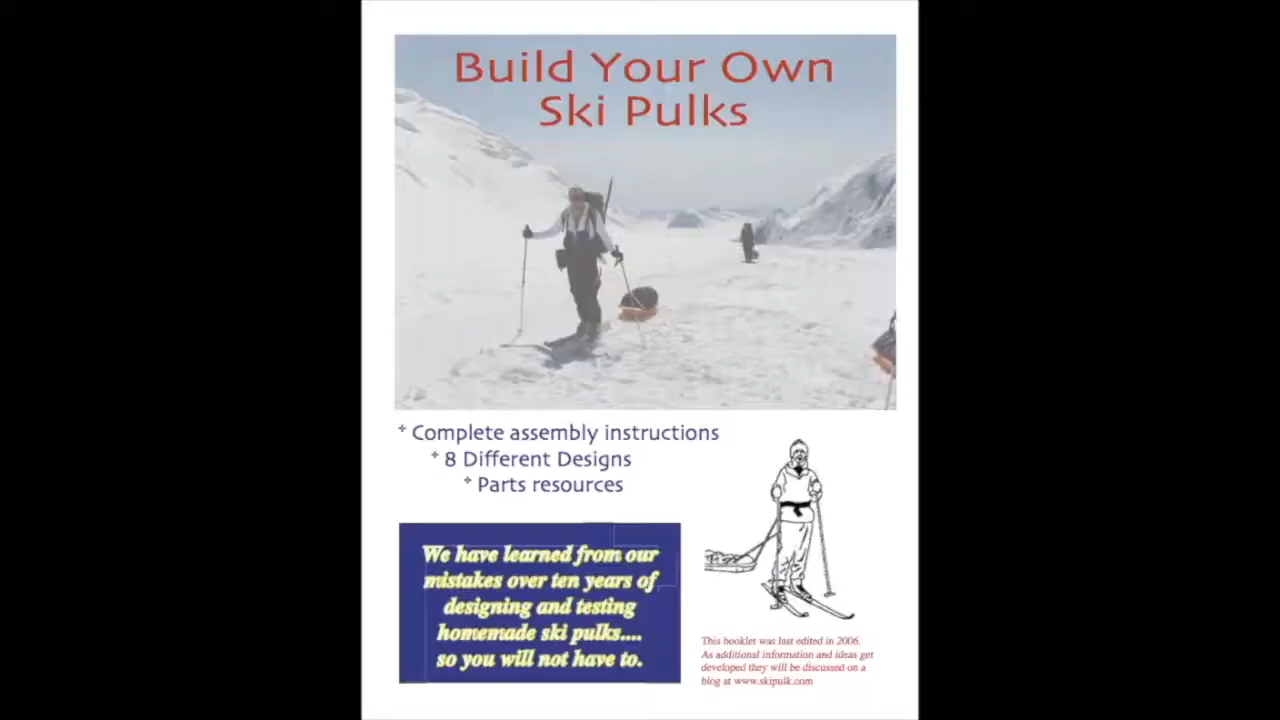 Build Your Own
Ski Pulks
Complete assembly instructions
8 Different Designs
Parts resources
We have learned from our
mistakes over ten years of
designing and testing
homemade ski pulks....
so you will not have to.
This booklet was last edited in 2006.
As additional information and ideas get
developed they will be discussed on a
blog at www.skipulk.com